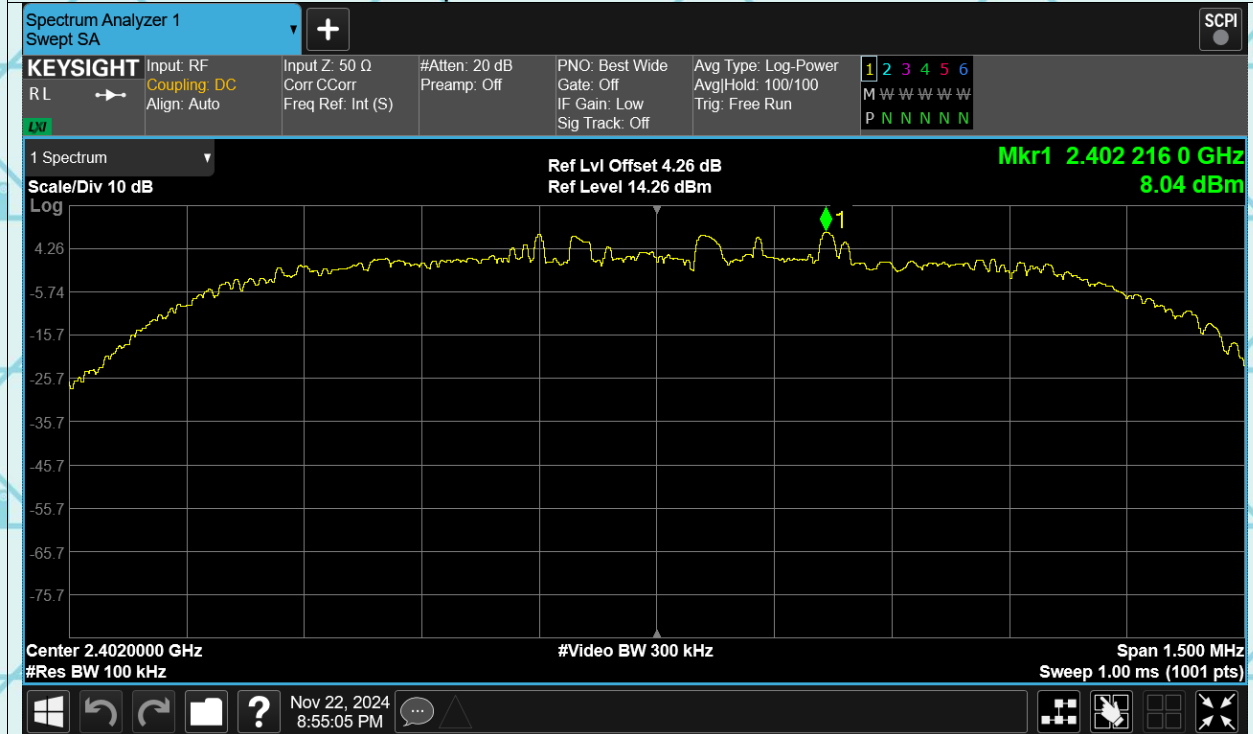 Spectrum Analyzer 1
Swept SA
+
SCPI
KEYSIGHT
R L
LXI
Input: RF
Coupling: DC
Align: Auto
Input Z: 50 Ω
Corr CCorr
Freq Ref: Int (S)
#Atten: 20 dB
Preamp: Off
PNO: Best Wide
Gate: Off
IF Gain: Low
Sig Track: Off
Avg Type: Log-Power
Avg|Hold: 100/100
Trig: Free Run
1 2 3 4 5 6
M W W W W W
P N N N N N
1 Spectrum
Scale/Div 10 dB
Log
Ref Lvl Offset 4.26 dB
Ref Level 14.26 dBm
Mkr1 2.402 216 0 GHz
8.04 dBm
1
4.26
-5.74
-15.7
-25.7
-35.7
-45.7
-55.7
-65.7
-75.7
Center 2.4020000 GHz
#Res BW 100 kHz
#Video BW 300 kHz
Span 1.500 MHz
Sweep 1.00 ms (1001 pts)
?
Nov 22, 2024
8:55:05 PM